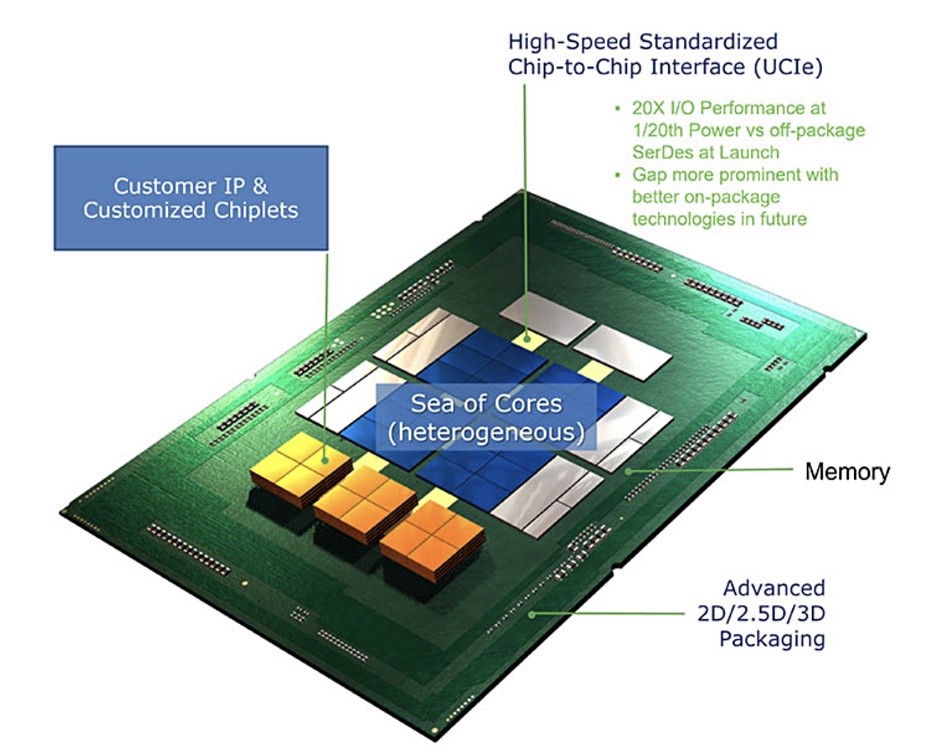 High-Speed Standardized
Chip-to-Chip Interface (UCIe)
▪ 20X I/O Performance at
1/20th Power vs off-package
SerDes at Launch
▪ Gap more prominent with
better on-package
technologies in future
Customer IP &
Customized Chiplets
Sea of Cores
(heterogeneous)
Memory
Advanced
2D/2.5D/3D
Packaging